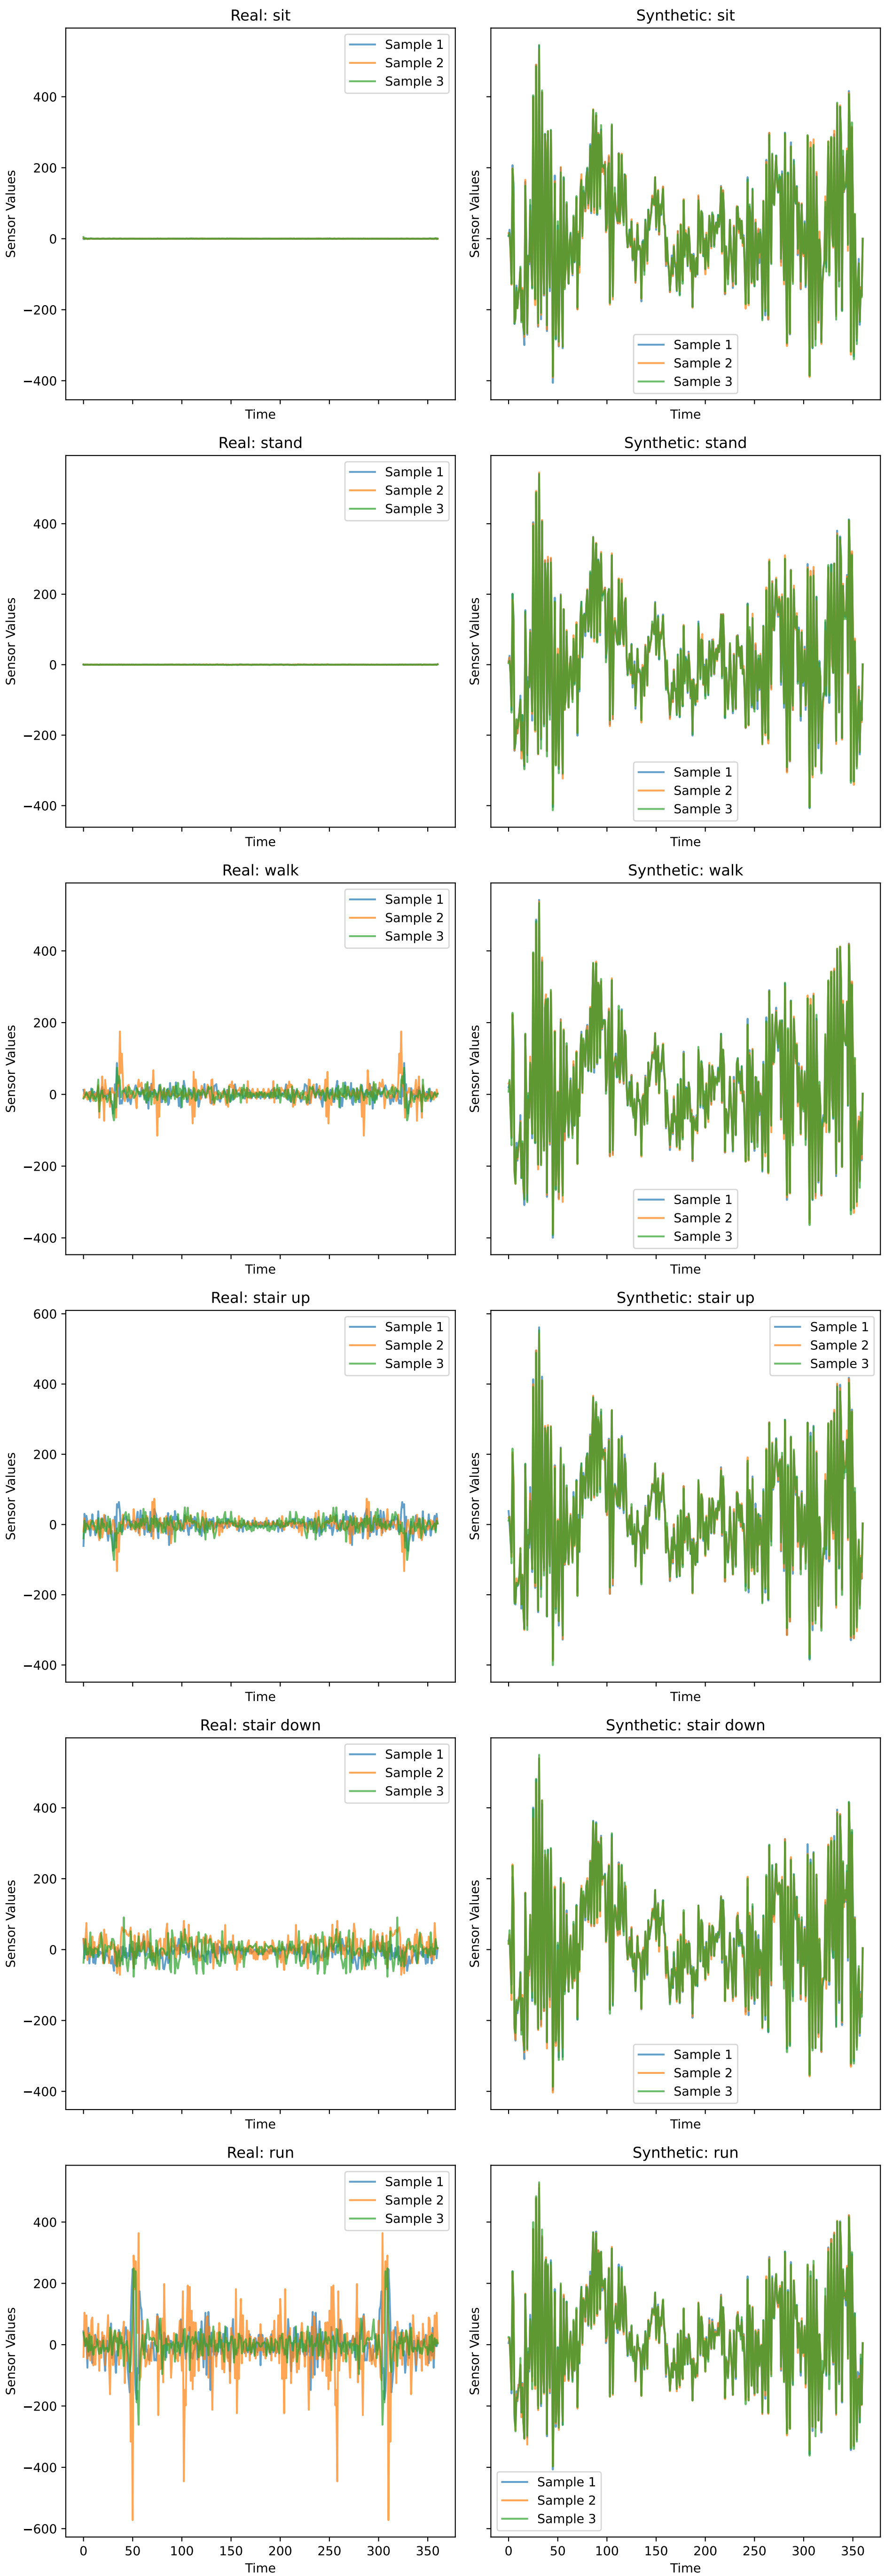 Real: sit
Synthetic: sit
Sensor Values
400
200
0
−200
−400
Sample 1
Sample 2
Sample 3
Time
Sensor Values
Sample 1
Sample 2
Sample 3
Time
Real: stand
Synthetic: stand
Sensor Values
400
200
0
−200
−400
Sample 1
Sample 2
Sample 3
Time
Sensor Values
Sample 1
Sample 2
Sample 3
Time
Real: walk
Synthetic: walk
Sensor Values
400
200
0
−200
−400
Sample 1
Sample 2
Sample 3
Time
Sensor Values
Sample 1
Sample 2
Sample 3
Time
Real: stair up
Synthetic: stair up
Sensor Values
600
400
200
0
−200
−400
Sample 1
Sample 2
Sample 3
Time
Sensor Values
Sample 1
Sample 2
Sample 3
Time
Real: stair down
Synthetic: stair down
Sensor Values
400
200
0
−200
−400
Sample 1
Sample 2
Sample 3
Time
Sensor Values
Sample 1
Sample 2
Sample 3
Time
Real: run
Synthetic: run
Sensor Values
400
200
0
−200
−400
−600
Sample 1
Sample 2
Sample 3
0 50 100 150 200 250 300 350
Time
Sensor Values
Sample 1
Sample 2
Sample 3
0 50 100 150 200 250 300 350
Time